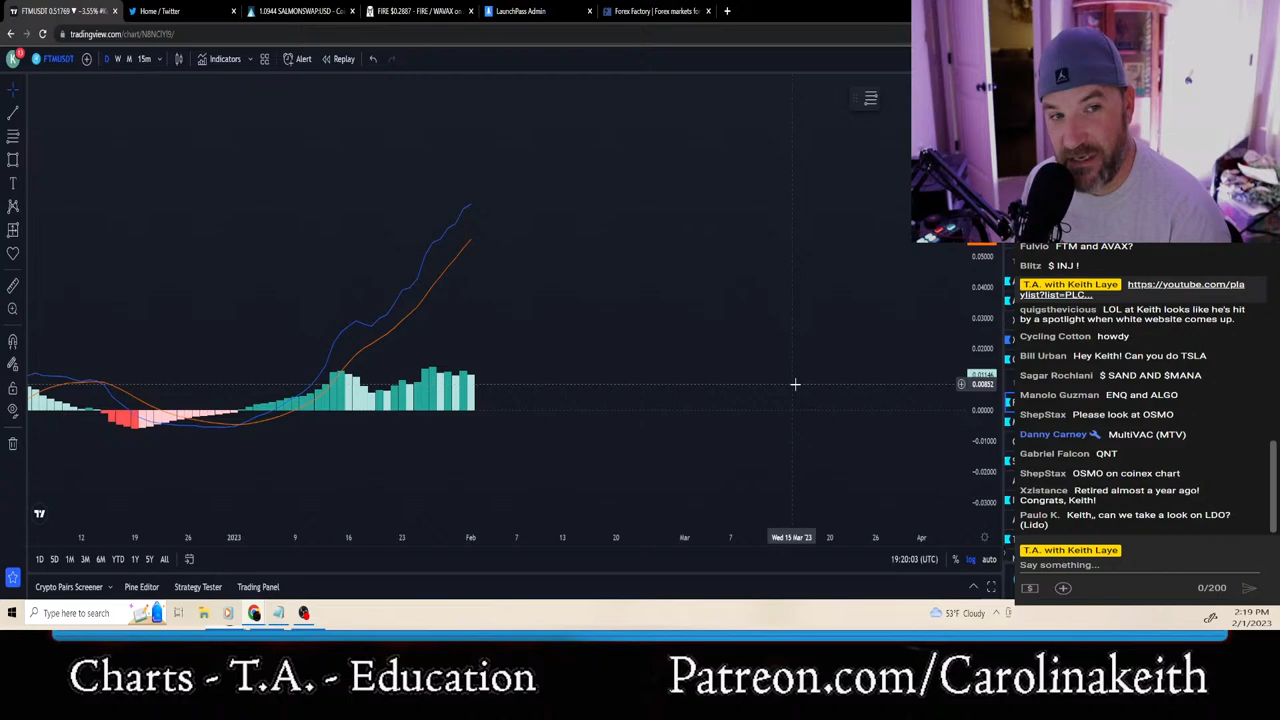 FTMUSDT 0.51769 ▼ −3.55%
Home / Twitter
1.0944 SALMONSWAP:USD - Co
FIRE $0.2887 - FIRE / WAVAX on
LaunchPass Admin
Forex Factory | Forex markets fo
tradingview.com/chart/N8NClYI9/
K
13
FTMUSDT
D W M 15m
Indicators
Alert
Replay
0.05000
0.04000
0.03000
0.02000
0.01146
0.00852
0.00000
-0.01000
-0.02000
-0.03000
12 19 2023 9 16 23 Feb 7 13 20 Mar 7 Wed 15 Mar '23 20 26 Apr
1D 5D 1M 3M 6M YTD 1Y 5Y All
19:20:03 (UTC) % log auto
Crypto Pairs Screener
Pine Editor
Strategy Tester
Trading Panel
Fulvio FTM and AVAX?
Blitz $ INJ !
T.A. with Keith Laye https://youtube.com/pla
ylist?list=PLC...
quigsthevicious LOL at Keith looks like he's hit
by a spotlight when white website comes up.
Cycling Cotton howdy
Bill Urban Hey Keith! Can you do TSLA
Sagar Rochlani $ SAND AND $MANA
Manolo Guzman ENQ and ALGO
ShepStax Please look at OSMO
Danny Carney MultiVAC (MTV)
Gabriel Falcon QNT
ShepStax OSMO on coinex chart
Xzistance Retired almost a year ago!
Congrats, Keith!
Paulo K. Keith,, can we take a look on LDO?
(Lido)
T.A. with Keith Laye
Say something...
0/200
Type here to search
53°F Cloudy
2:19 PM
2/1/2023
Charts - T.A. - Education
Patreon.com/Carolinakeith